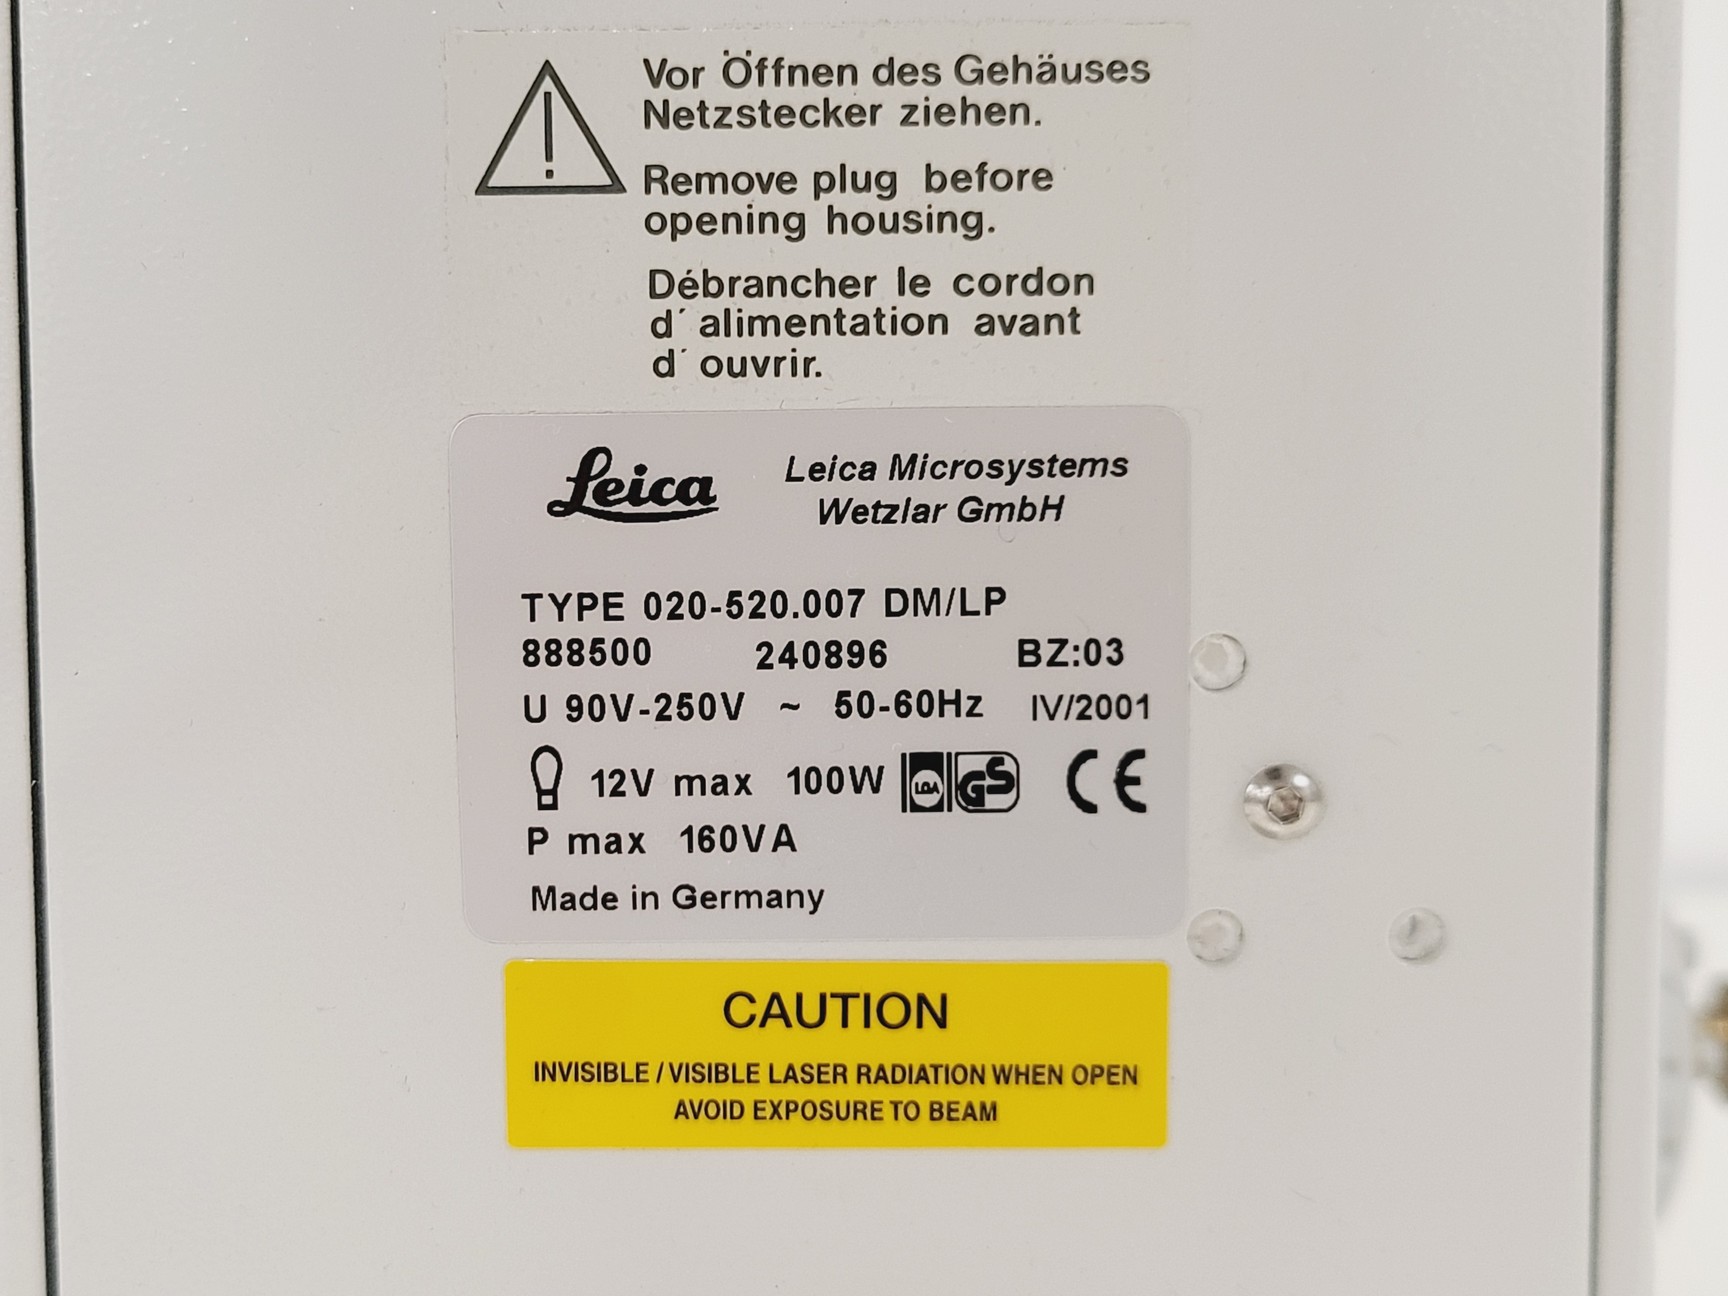 Vor Öffnen des Gehäuses
Netzstecker ziehen.
Remove plug before
opening housing.
Débrancher le cordon
d´alimentation avant
d´ouvrir.
Leica
Leica Microsystems
Wetzlar GmbH
TYPE 020-520.007 DM/LP
888500 240896 BZ:03
U 90V-250V ~ 50-60Hz IV/2001
12V max 100W LGA GS CE
P max 160VA
Made in Germany
CAUTION
INVISIBLE / VISIBLE LASER RADIATION WHEN OPEN
AVOID EXPOSURE TO BEAM